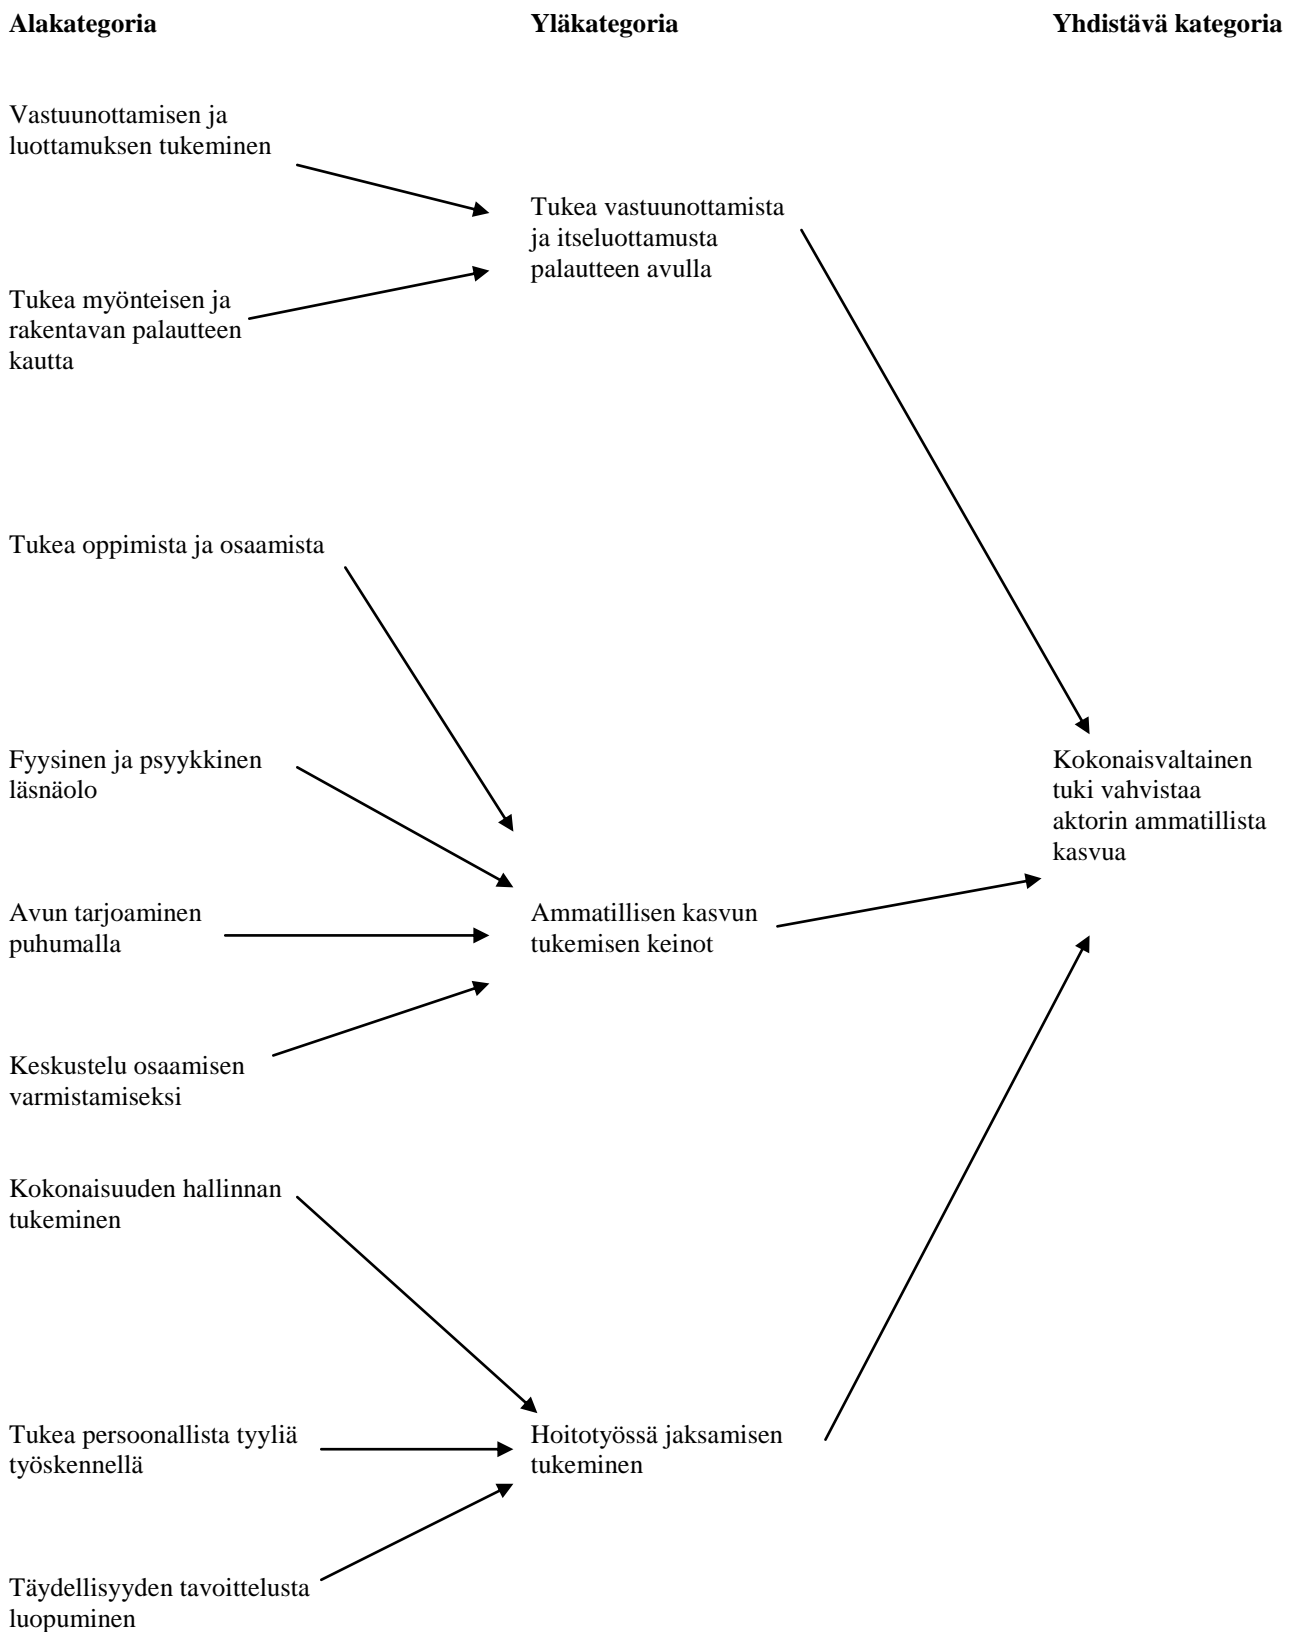 Alakategoria
Yläkategoria
Yhdistävä kategoria
Vastuunottamisen ja
luottamuksen tukeminen
Tukea vastuunottamista
ja itseluottamusta
palautteen avulla
Tukea myönteisen ja
rakentavan palautteen
kautta
Tukea oppimista ja osaamista
Fyysinen ja psyykkinen
läsnäolo
Kokonaisvaltainen
tuki vahvistaa
aktorin ammatillista
kasvua
Avun tarjoaminen
puhumalla
Ammatillisen kasvun
tukemisen keinot
Keskustelu osaamisen
varmistamiseksi
Kokonaisuuden hallinnan
tukeminen
Tukea persoonallista tyyliä
työskennellä
Hoitotyössä jaksamisen
tukeminen
Täydellisyyden tavoittelusta
luopuminen